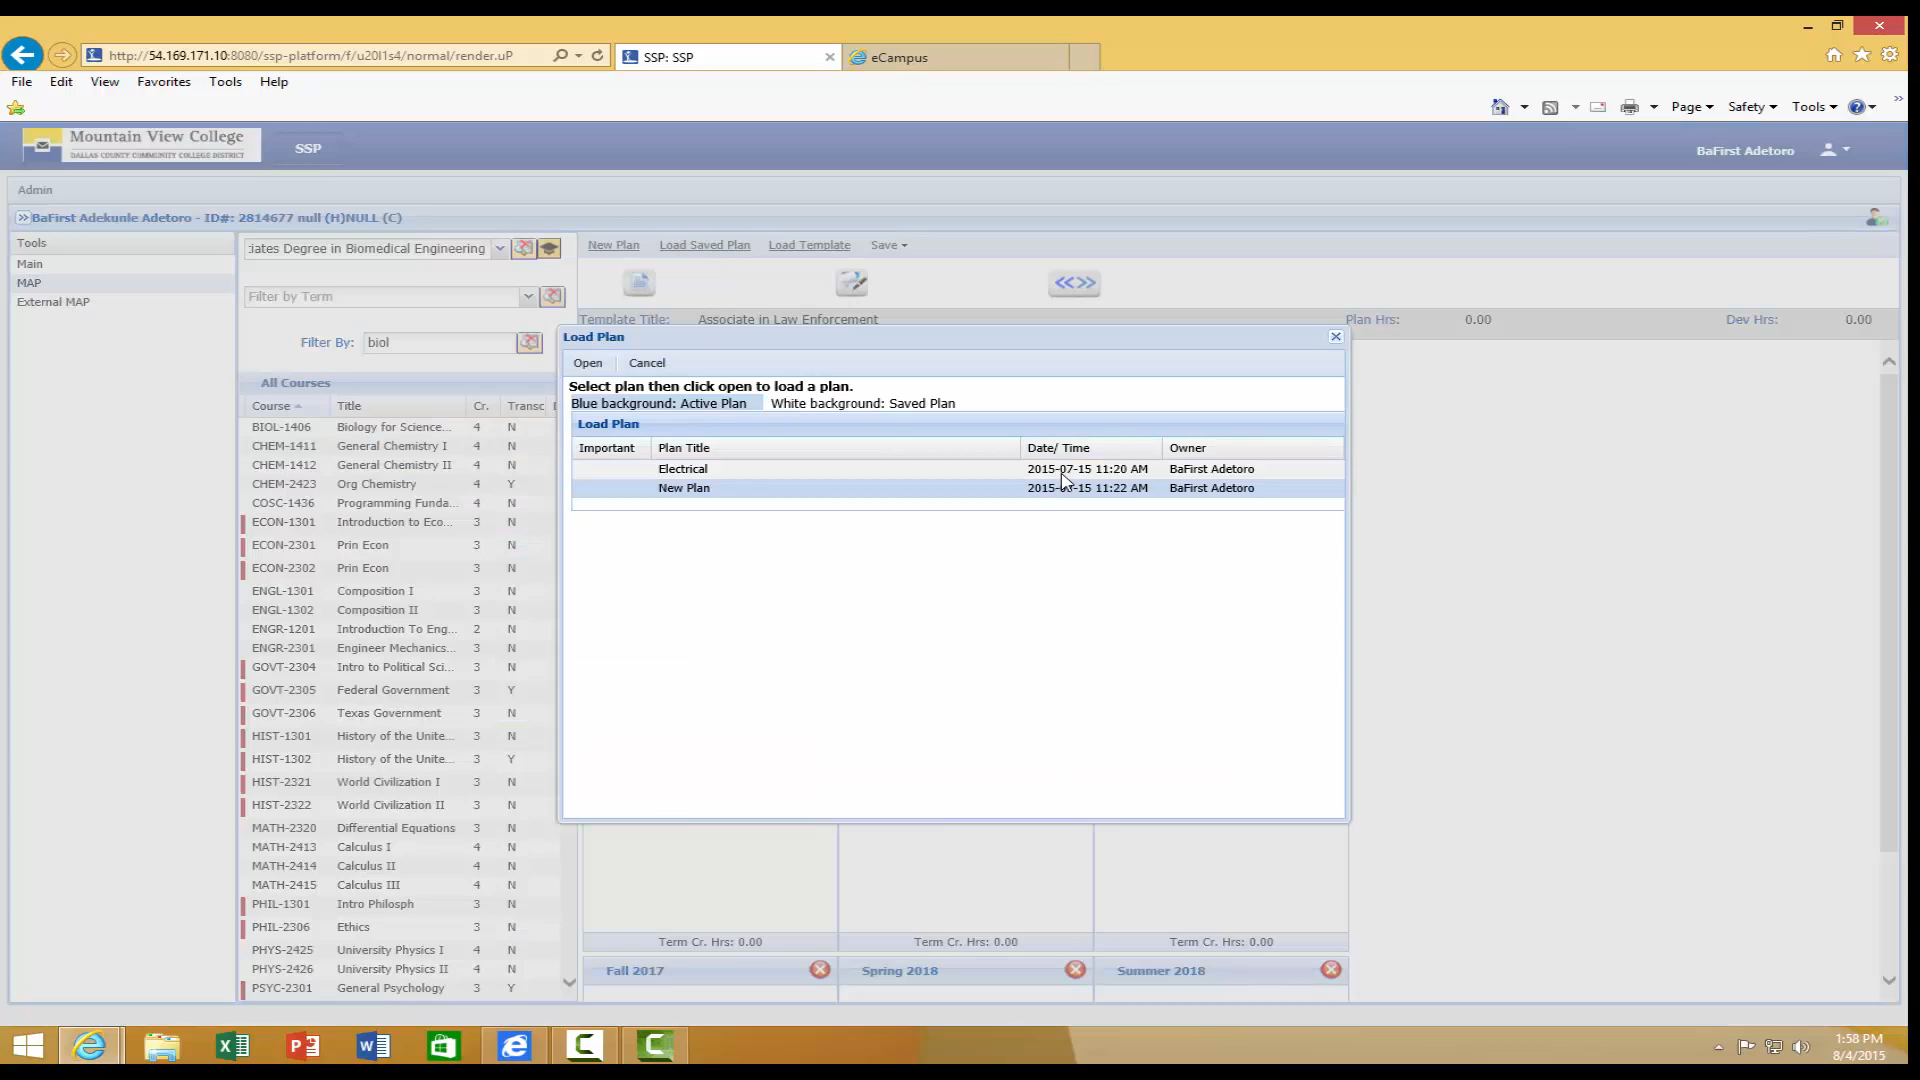 http://54.169.171.10:8080/ssp-platform/f/u20l1s4/normal/render.uP
SSP: SSP
eCampus
File Edit View Favorites Tools Help
Page Safety Tools
Mountain View College
DALLAS COUNTY COMMUNITY COLLEGE DISTRICT
SSP
BaFirst Adetoro
Admin
BaFirst Adekunle Adetoro - ID#: 2814677 null (H)NULL (C)
Tools
Main
MAP
External MAP
iates Degree in Biomedical Engineering
Filter by Term
Filter By: biol
All Courses
Course Title Cr. Transc
BIOL-1406 Biology for Science... 4 N
CHEM-1411 General Chemistry I 4 N
CHEM-1412 General Chemistry II 4 N
CHEM-2423 Org Chemistry 4 Y
COSC-1436 Programming Funda... 4 N
ECON-1301 Introduction to Eco... 3 N
ECON-2301 Prin Econ 3 N
ECON-2302 Prin Econ 3 N
ENGL-1301 Composition I 3 N
ENGL-1302 Composition II 3 N
ENGR-1201 Introduction To Eng... 2 N
ENGR-2301 Engineer Mechanics... 3 N
GOVT-2304 Intro to Political Sci... 3 N
GOVT-2305 Federal Government 3 Y
GOVT-2306 Texas Government 3 N
HIST-1301 History of the Unite... 3 N
HIST-1302 History of the Unite... 3 Y
HIST-2321 World Civilization I 3 N
HIST-2322 World Civilization II 3 N
MATH-2320 Differential Equations 3 N
MATH-2413 Calculus I 4 N
MATH-2414 Calculus II 4 N
MATH-2415 Calculus III 4 N
PHIL-1301 Intro Philosph 3 N
PHIL-2306 Ethics 3 N
PHYS-2425 University Physics I 4 N
PHYS-2426 University Physics II 4 N
PSYC-2301 General Psychology 3 Y
New Plan Load Saved Plan Load Template Save
Template Title: Associate in Law Enforcement Plan Hrs: 0.00 Dev Hrs: 0.00
Load Plan
Open Cancel
Select plan then click open to load a plan.
Blue background: Active Plan White background: Saved Plan
Load Plan
Important Plan Title Date/ Time Owner
Electrical 2015-07-15 11:20 AM BaFirst Adetoro
New Plan 2015-07-15 11:22 AM BaFirst Adetoro
Term Cr. Hrs: 0.00 Term Cr. Hrs: 0.00 Term Cr. Hrs: 0.00
Fall 2017 Spring 2018 Summer 2018
1:58 PM
8/4/2015